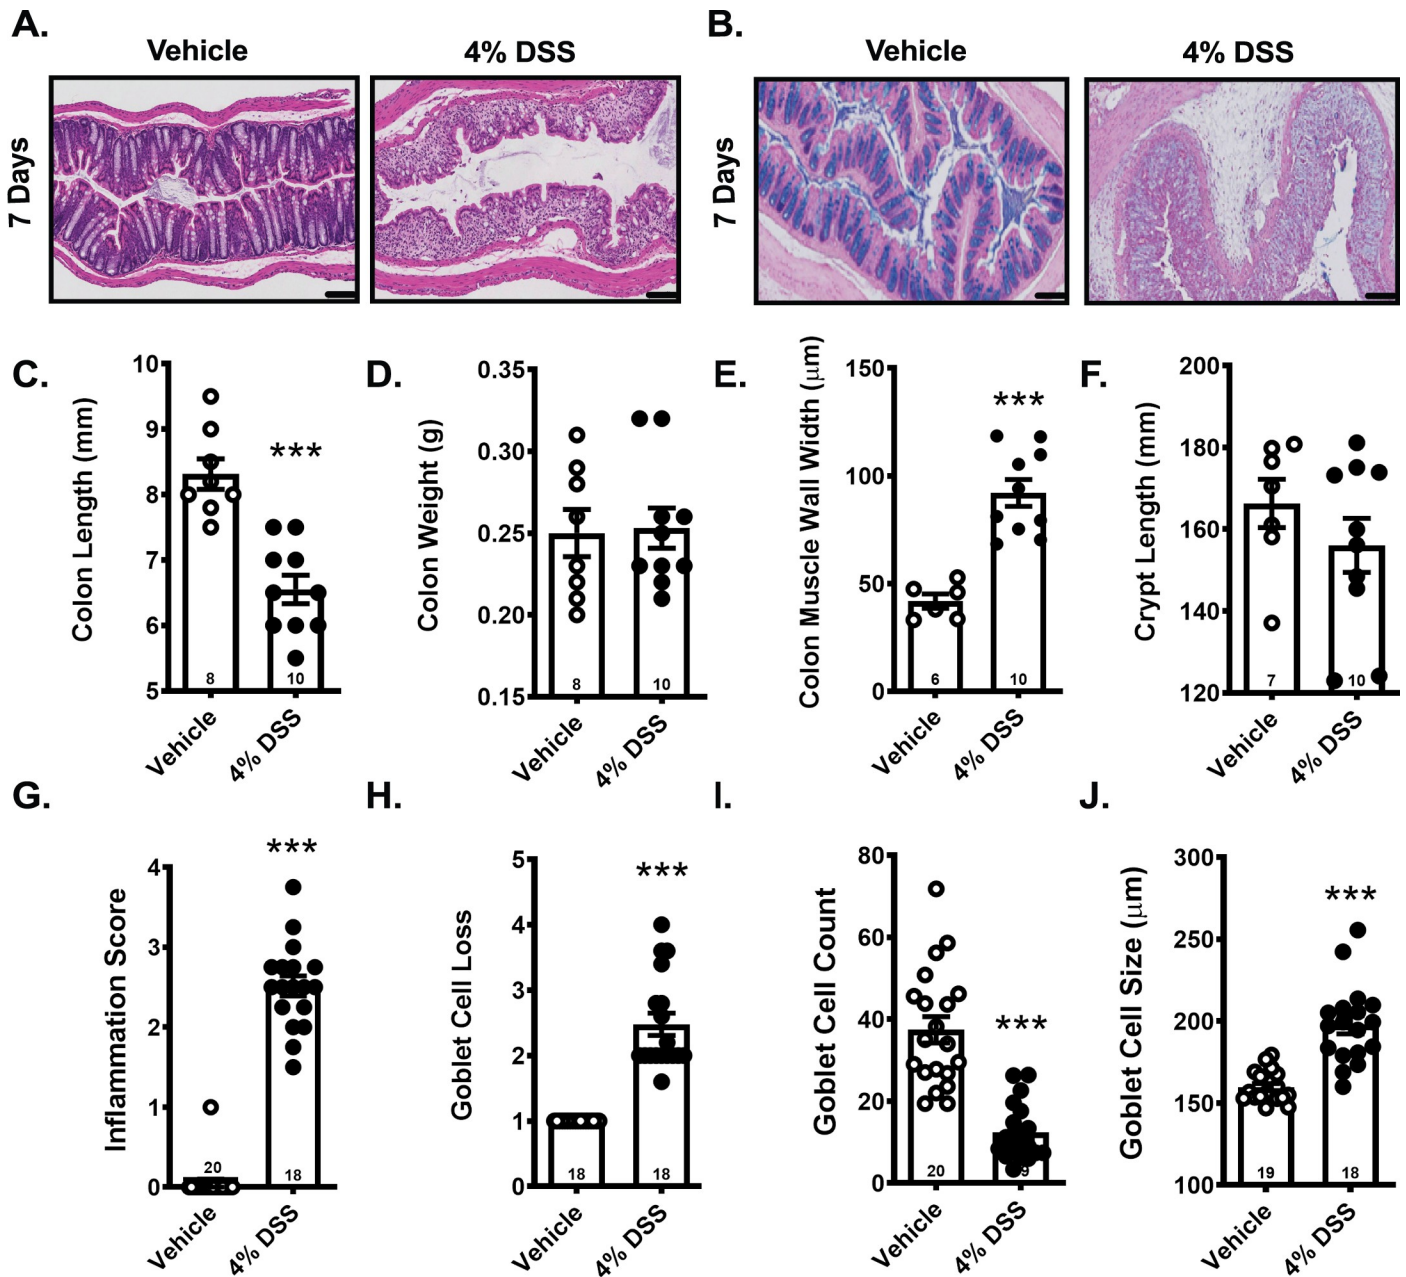 A.
Vehicle
4% DSS
B.
Vehicle
4% DSS
7 Days
7 Days
C.
Colon Length (mm)
10
9
8
7
6
5
***
8
10
Vehicle
4% DSS
D.
Colon Weight (g)
0.35
0.30
0.25
0.20
0.15
8
10
Vehicle
4% DSS
E.
Colon Muscle Wall Width (μm)
150
100
50
0
***
6
10
Vehicle
4% DSS
F.
Crypt Length (mm)
200
180
160
140
120
7
10
Vehicle
4% DSS
G.
Inflammation Score
4
3
2
1
0
***
20
18
Vehicle
4% DSS
H.
Goblet Cell Loss
5
4
3
2
1
0
***
18
18
Vehicle
4% DSS
I.
Goblet Cell Count
80
60
40
20
0
***
20
Vehicle
4% DSS
J.
Goblet Cell Size (μm)
300
250
200
150
100
***
19
18
Vehicle
4% DSS